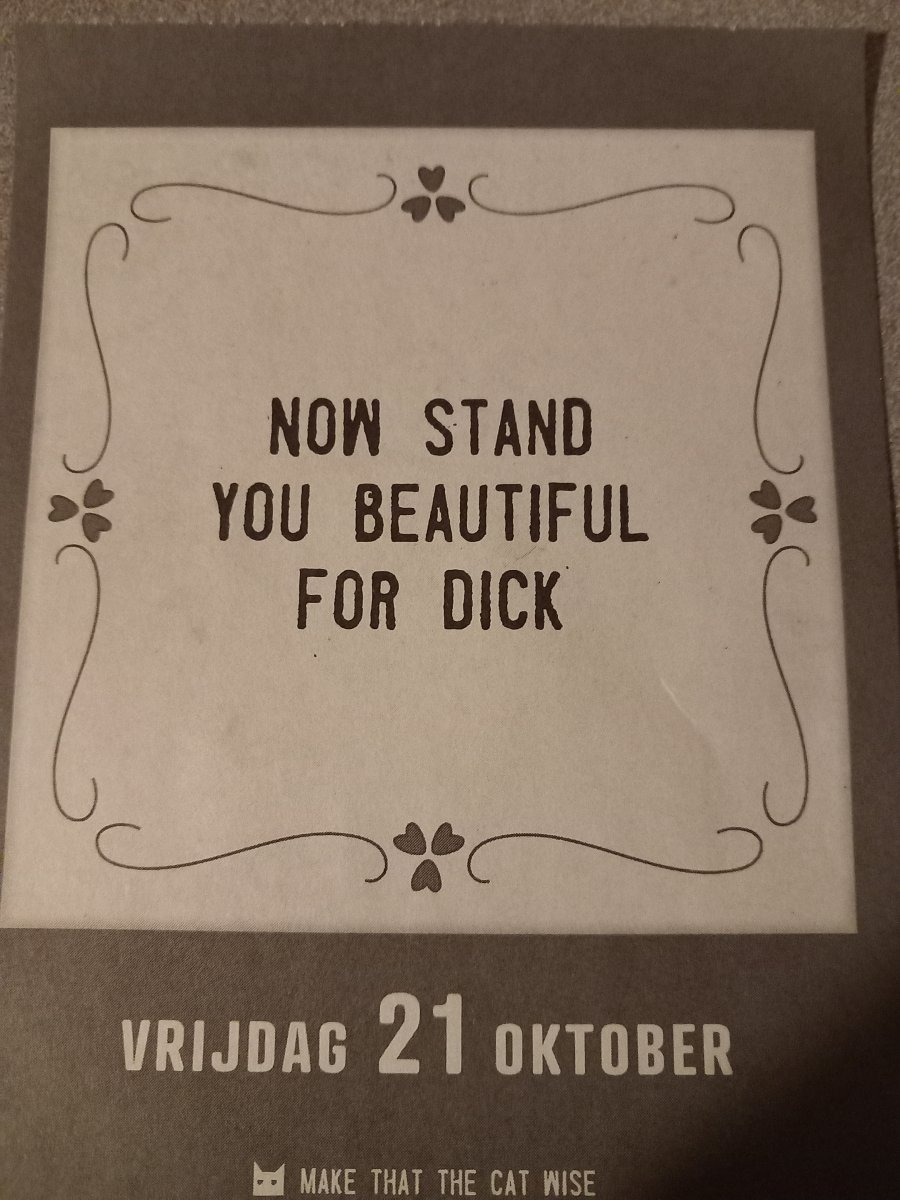 NOW STAND
YOU BEAUTIFUL
FOR DICK
VRIJDAG 21 OKTOBER
MAKE THAT THE CAT WISE